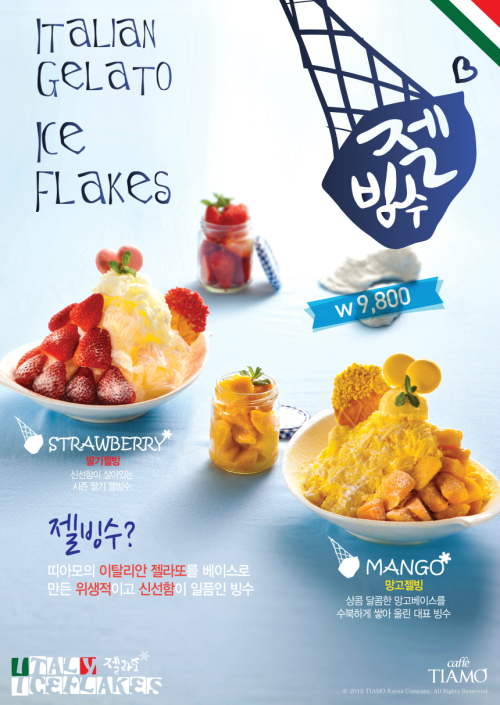 ITALIAN
GELATO
ICE
FLAKES
젤
빙수
₩ 9,800
STRAWBERRY
딸기젤빙
신선함이 살아있는
시즌 딸기 젤빙수
젤빙수?
띠아모의 이탈리안 젤라또를 베이스로
만든 위생적이고 신선함이 일품인 빙수
MANGO
망고젤빙
상콤 달콤한 망고베이스를
수북하게 쌓아 올린 대표 빙수
ITALY 젤라또
ICEFLAKES
caffé
TIAMO
© 2015 TIAMO Korea Company. All Rights Reserved.